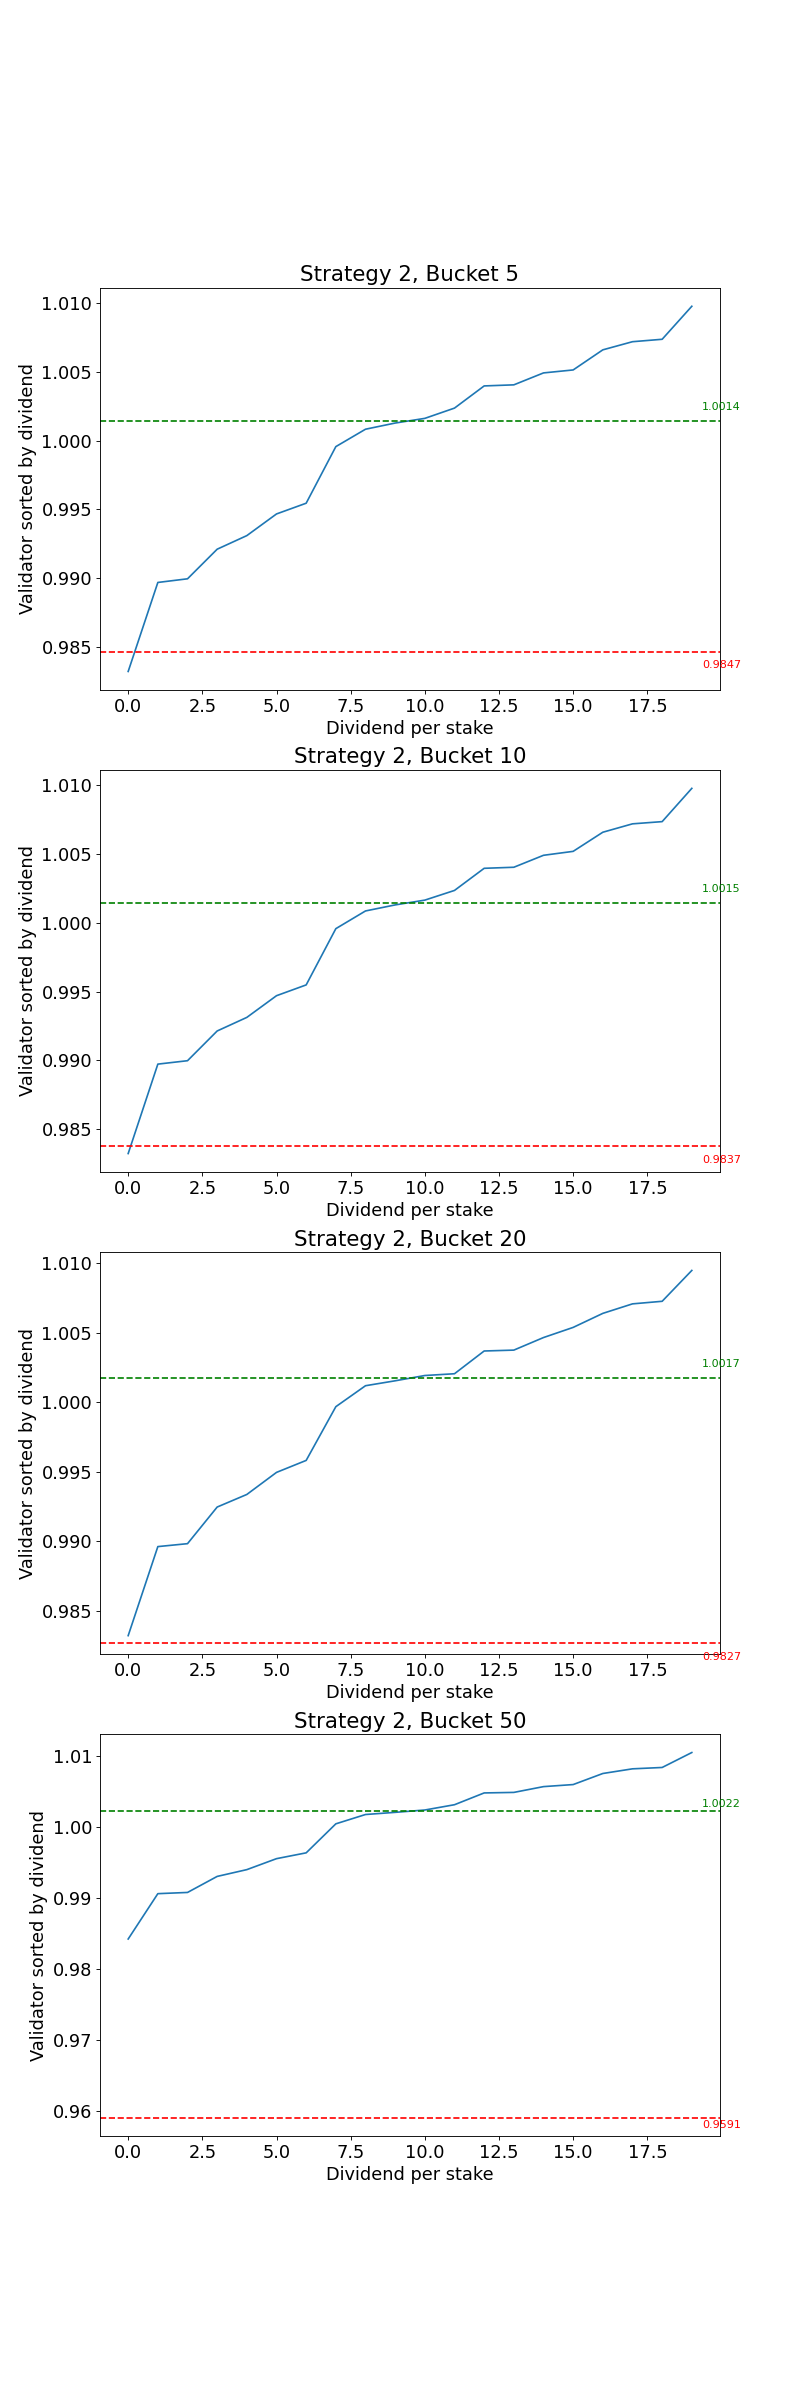 Strategy 2, Bucket 5
1.010
1.005
1.000
0.995
0.990
0.985
Validator sorted by dividend
1.0014
0.9847
0.0 2.5 5.0 7.5 10.0 12.5 15.0 17.5
Dividend per stake
Strategy 2, Bucket 10
1.010
1.005
1.000
0.995
0.990
0.985
Validator sorted by dividend
1.0015
0.9837
0.0 2.5 5.0 7.5 10.0 12.5 15.0 17.5
Dividend per stake
Strategy 2, Bucket 20
1.010
1.005
1.000
0.995
0.990
0.985
Validator sorted by dividend
1.0017
0.9827
0.0 2.5 5.0 7.5 10.0 12.5 15.0 17.5
Dividend per stake
Strategy 2, Bucket 50
1.01
1.00
0.99
0.98
0.97
0.96
Validator sorted by dividend
1.0022
0.9591
0.0 2.5 5.0 7.5 10.0 12.5 15.0 17.5
Dividend per stake